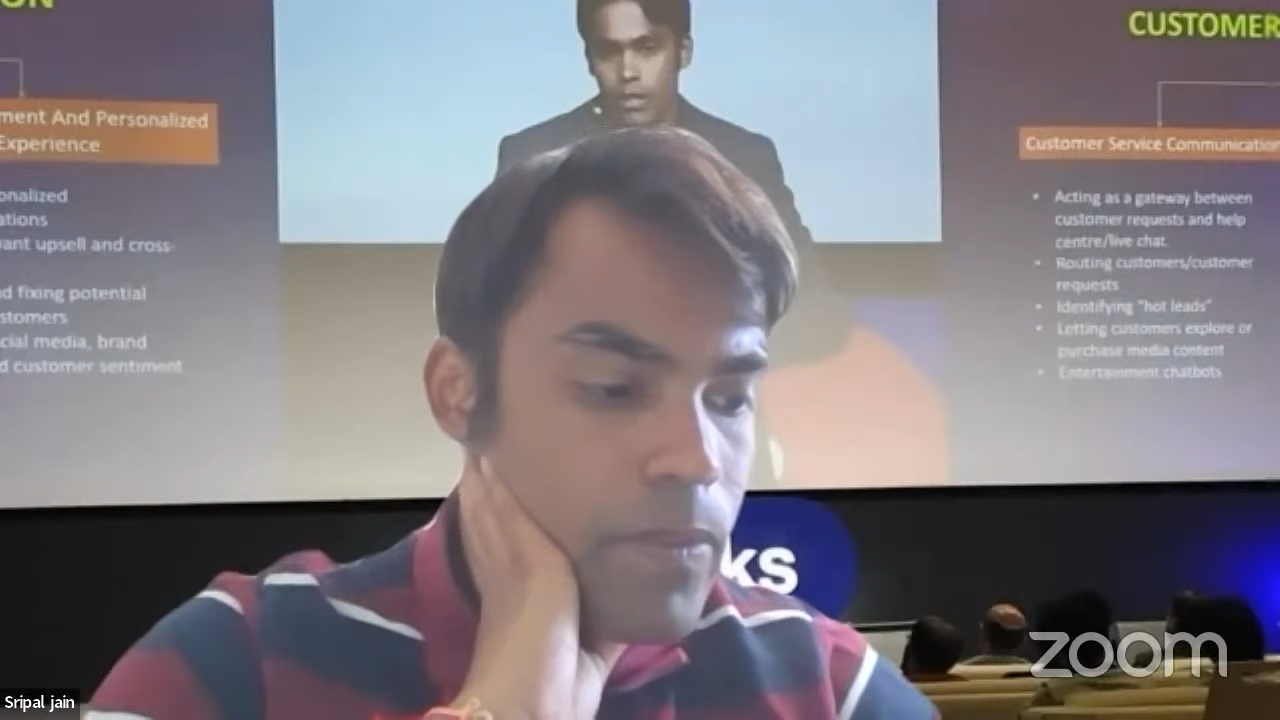 ON
ment And Personalized
Experience
onalized
ations
vant upsell and cross-
d fixing potential
stomers
cial media, brand
d customer sentiment
CUSTOMER
Customer Service Communication
• Acting as a gateway between
customer requests and help
centre/live chat.
• Routing customers/customer
requests
• Identifying "hot leads"
• Letting customers explore or
purchase media content
• Entertainment chatbots
ks
zoom
Sripal jain